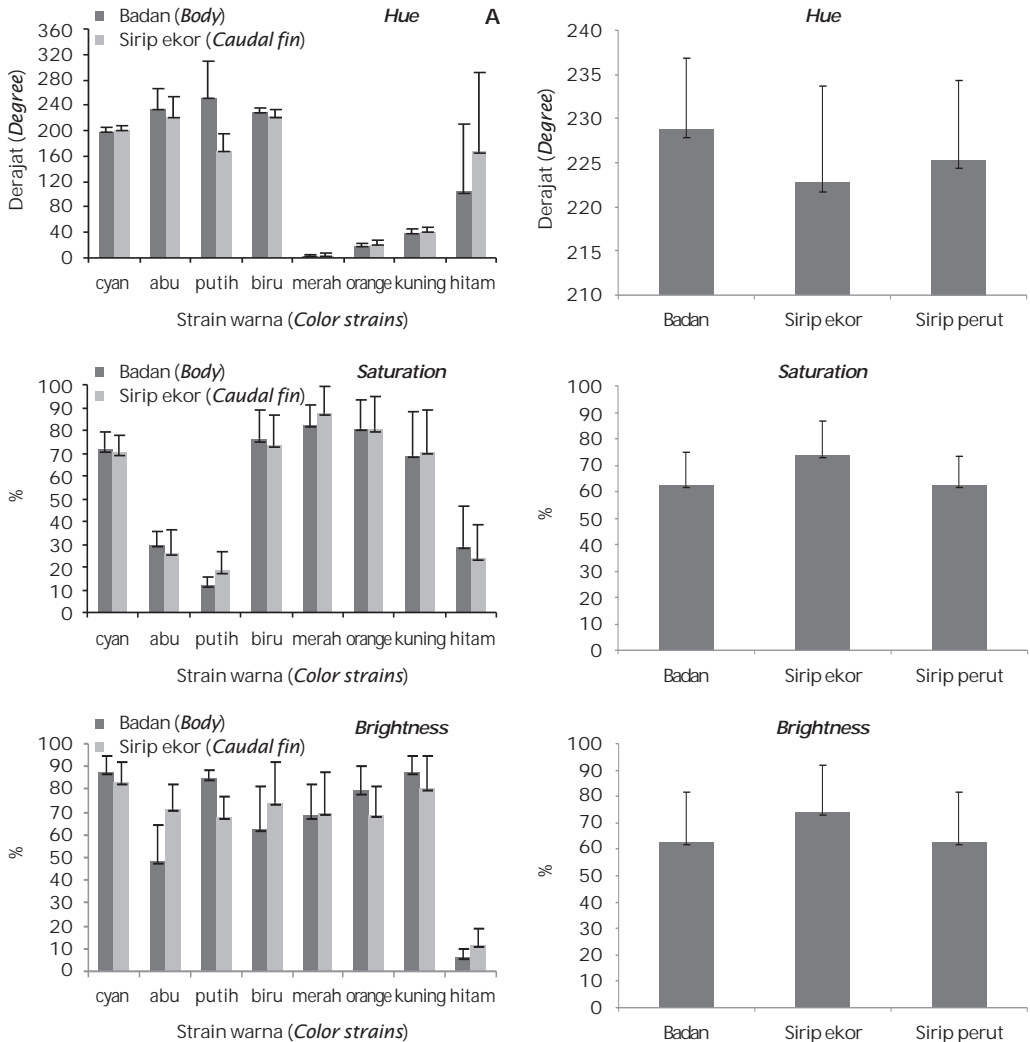 Badan (Body)
Sirip ekor (Caudal fin)
Hue
A
360
320
280
240
200
160
120
80
40
0
Derajat (Degree)
cyan abu putih biru merah orange kuning hitam
Strain warna (Color strains)
Hue
240
235
230
225
220
215
210
Derajat (Degree)
Badan Sirip ekor Sirip perut
Badan (Body)
Sirip ekor (Caudal fin)
Saturation
100
90
80
70
60
50
40
30
20
10
0
%
cyan abu putih biru merah orange kuning hitam
Strain warna (Color strains)
Saturation
100
90
80
70
60
50
40
30
20
10
0
%
Badan Sirip ekor Sirip perut
Badan (Body)
Sirip ekor (Caudal fin)
Brightness
100
90
80
70
60
50
40
30
20
10
0
%
cyan abu putih biru merah orange kuning hitam
Strain warna (Color strains)
Brightness
100
90
80
70
60
50
40
30
20
10
0
%
Badan Sirip ekor Sirip perut